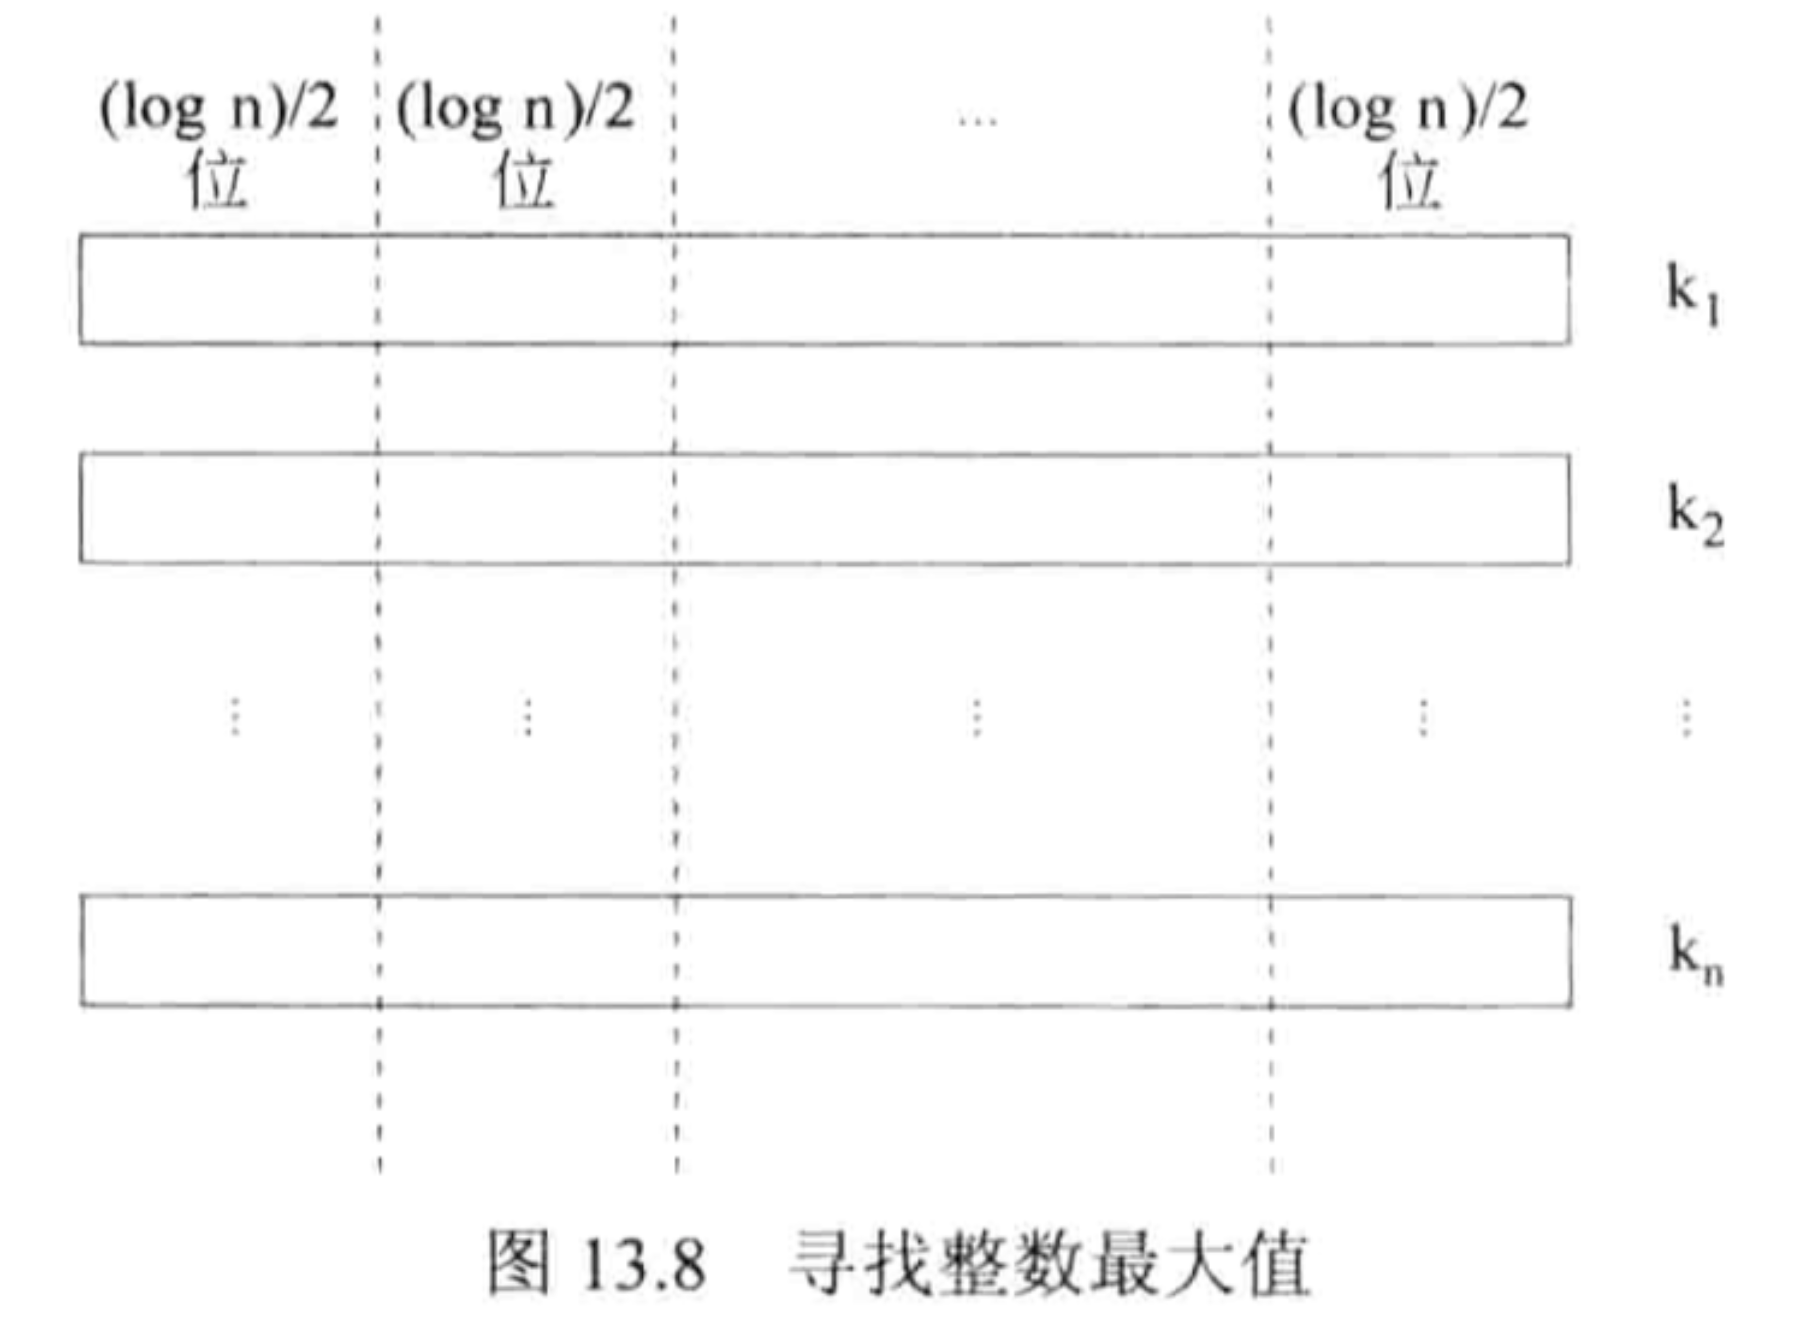 (log n)/2 (log n)/2 ... (log n)/2
位 位 位
k₁
k₂
⋮ ⋮ ⋮ ⋮ ⋮
kₙ
图 13.8 寻找整数最大值